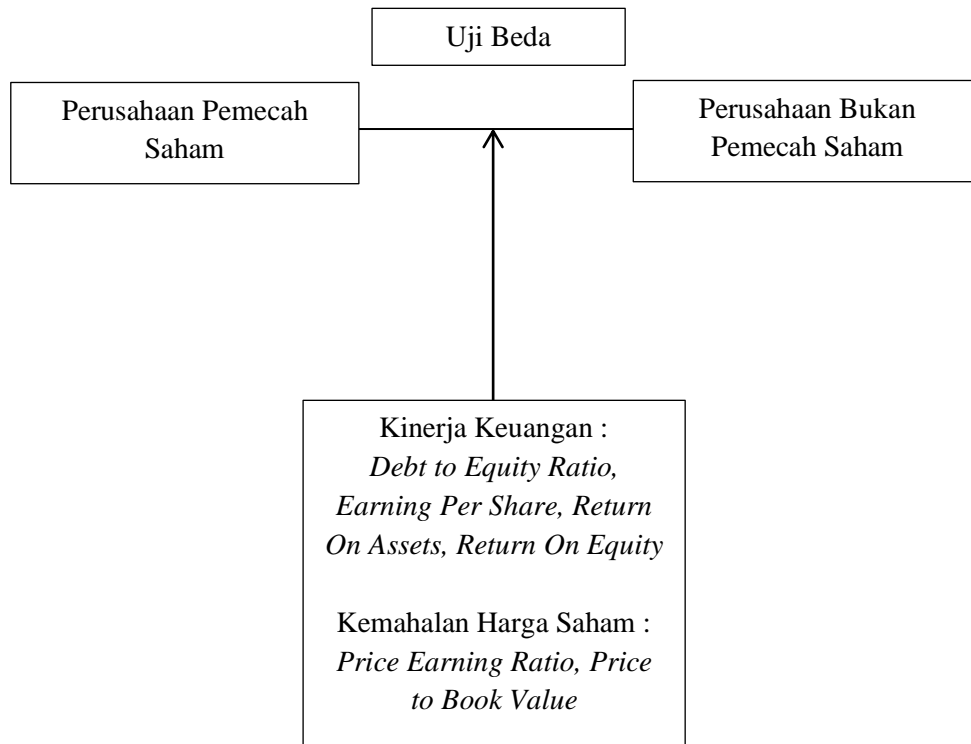 Uji Beda
Perusahaan Pemecah
Saham
Perusahaan Bukan
Pemecah Saham
Kinerja Keuangan :
Debt to Equity Ratio,
Earning Per Share, Return
On Assets, Return On Equity
Kemahalan Harga Saham :
Price Earning Ratio, Price
to Book Value